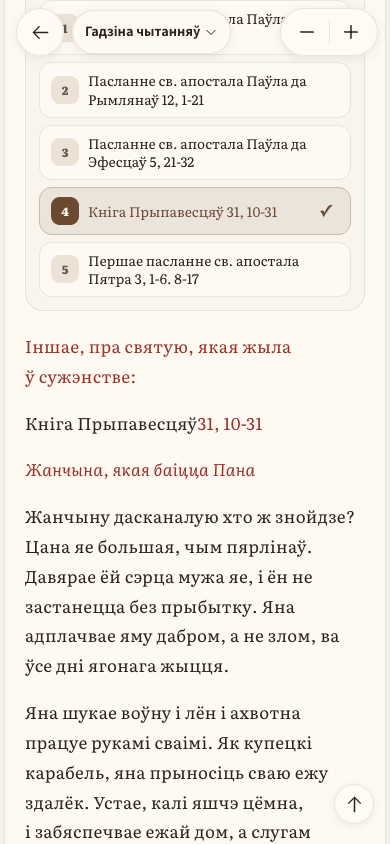 1
ла Паўла
Гадзіна чытанняў
2
Пасланне св. апостала Паўла да
Рымлянаў 12, 1-21
3
Пасланне св. апостала Паўла да
Эфесцаў 5, 21-32
4
Кніга Прыпавесцяў 31, 10-31
5
Першае пасланне св. апостала
Пятра 3, 1-6. 8-17
Іншае, пра святую, якая жыла
ў сужэнстве:
Кніга Прыпавесцяў31, 10-31
Жанчына, якая баіцца Пана
Жанчыну дасканалую хто ж знойдзе?
Цана яе большая, чым пярлінаў.
Давярае ёй сэрца мужа яе, і ён не
застанецца без прыбытку. Яна
адплачвае яму дабром, а не злом, ва
ўсе дні ягонага жыцця.
Яна шукае воўну і лён і ахвотна
працуе рукамі сваімі. Як купецкі
карабель, яна прыносіць сваю ежу
здалёк. Устае, калі яшчэ цёмна,
і забяспечвае ежай дом, а слугам